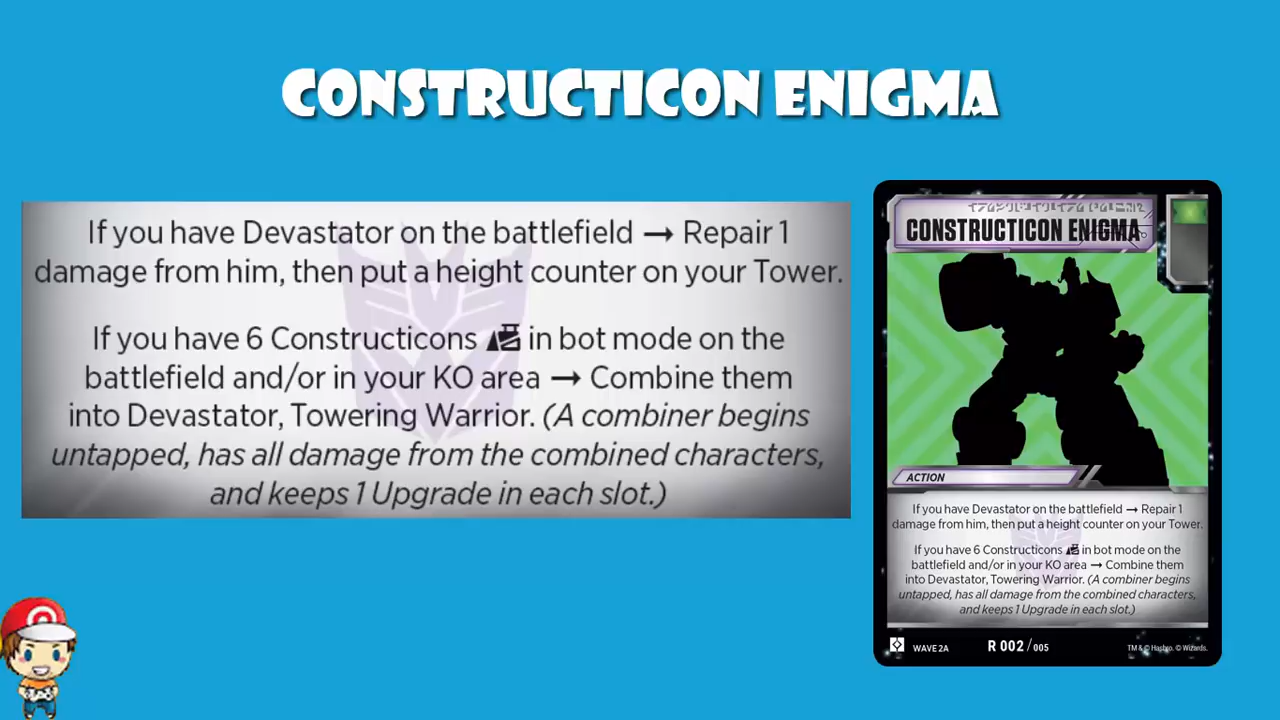 CONSTRUCTICON ENIGMA
If you have Devastator on the battlefield → Repair 1
damage from him, then put a height counter on your Tower.
If you have 6 Constructicons in bot mode on the
battlefield and/or in your KO area → Combine them
into Devastator, Towering Warrior. (A combiner begins
untapped, has all damage from the combined characters,
and keeps 1 Upgrade in each slot.)
CONSTRUCTICON ENIGMA
ACTION
If you have Devastator on the battlefield → Repair 1
damage from him, then put a height counter on your Tower.
If you have 6 Constructicons in bot mode on the
battlefield and/or in your KO area → Combine them
into Devastator, Towering Warrior. (A combiner begins
untapped, has all damage from the combined characters,
and keeps 1 Upgrade in each slot.)
WAVE 2A R 002/005 TM & © Hasbro. © Wizards.